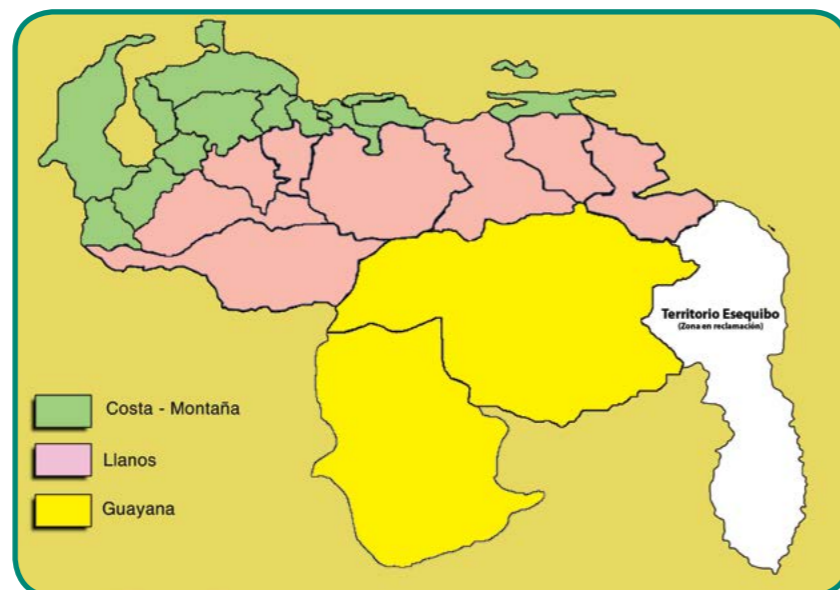 Territorio Esequibo
(Zona en reclamación)
Costa - Montaña
Llanos
Guayana